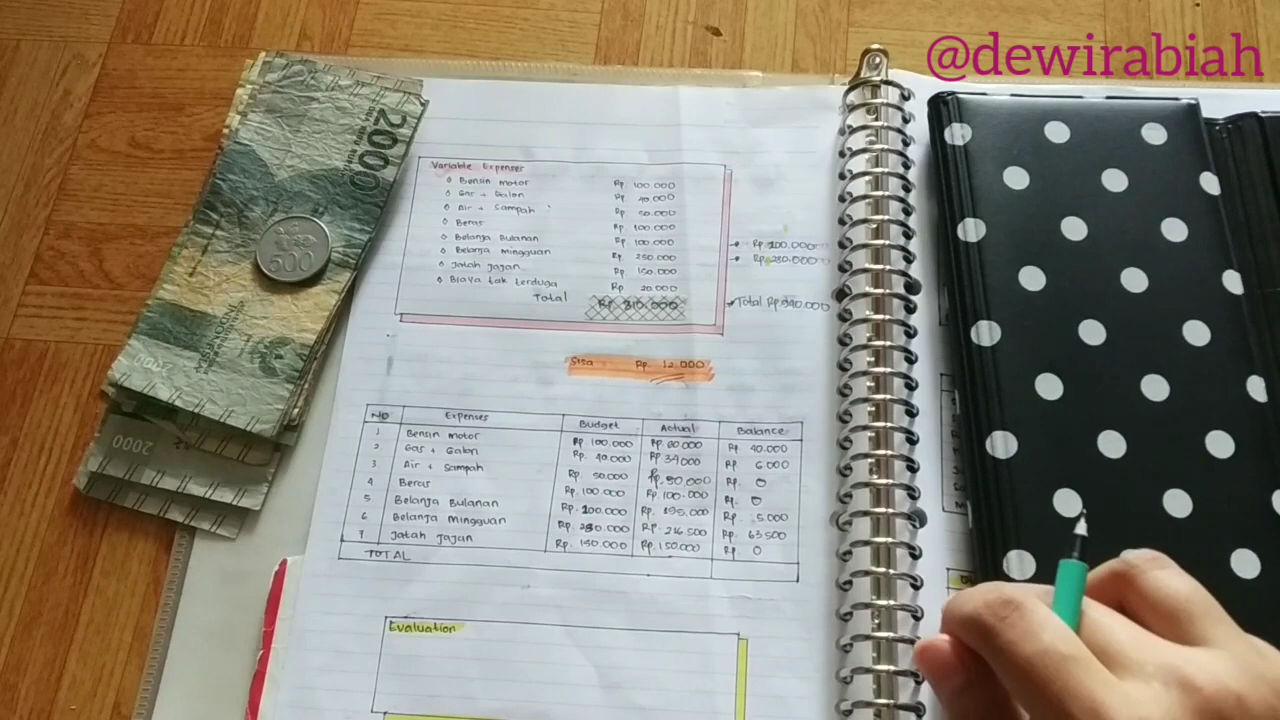 @dewirabiah
2000
500
2000
2000
Variable Expenses
Bensin motor Rp. 100.000
Gas + Galon Rp. 40.000
Air + Sampah Rp. 50.000
Beras Rp. 100.000
Belanja Bulanan Rp. 100.000 Rp. 100.000
Belanja Mingguan Rp. 250.000 Rp. 280.000
Jatah Jajan Rp. 150.000
Biaya tak terduga Rp. 20.000
Total Rp 810.000 Total Rp. 940.000
Sisa : Rp. 12.000
NO Expenses Budget Actual Balance
1 Bensin motor Rp 100.000 Rp 60.000 Rp 40.000
2 Gas + Galon Rp. 40.000 Rp 34000 Rp 6.000
3 Air + Sampah Rp. 50.000 Rp. 50.000 Rp 0
4 Beras Rp. 100.000 Rp. 100.000 Rp 0
5 Belanja Bulanan Rp. 100.000 Rp. 195.000 Rp. 5.000
6 Belanja Mingguan Rp. 280.000 Rp. 216.500 Rp. 63.500
7 Jatah Jajan Rp. 150.000 Rp. 150.000 Rp 0
TOTAL
Evaluation